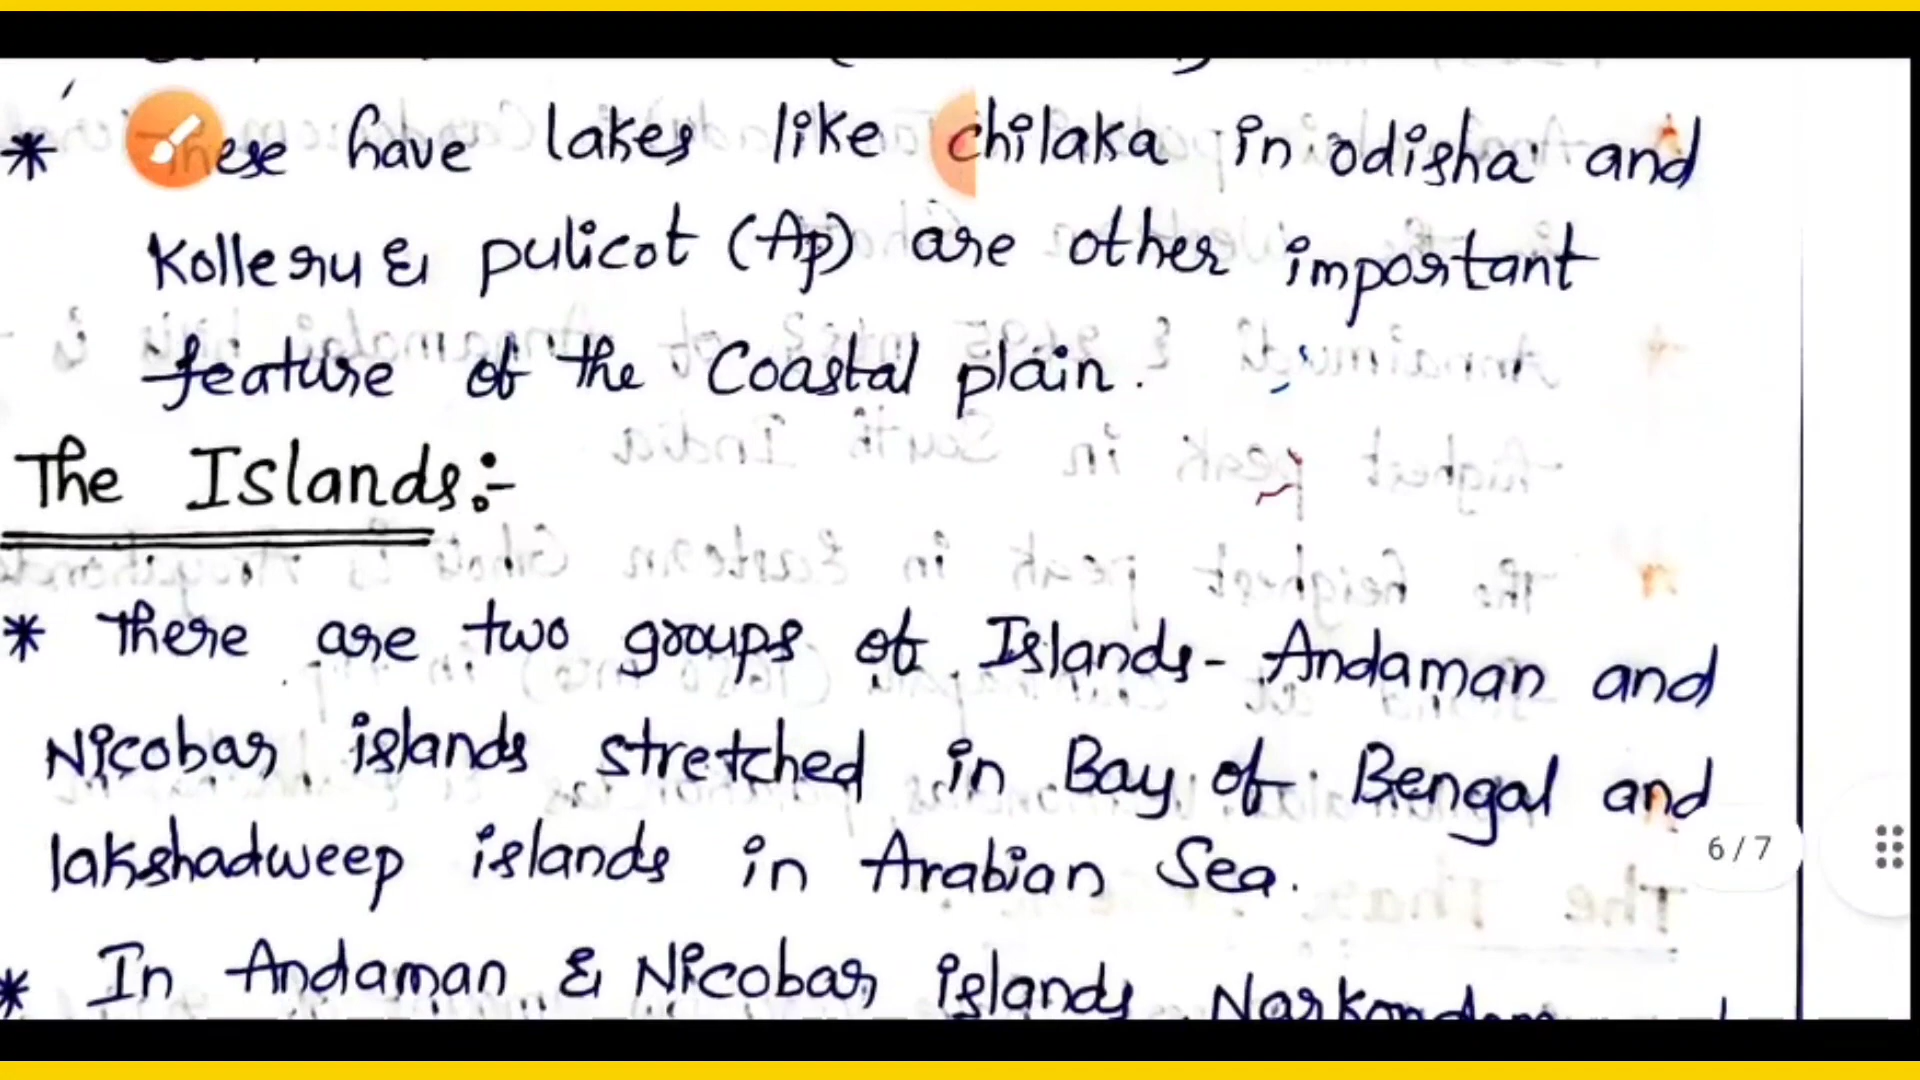 * These have lakes like chilaka in odisha and
Kolleru & pulicot (Ap) are other important
feature of the Coastal plain.
The Islands:-
* There are two groups of Islands- Andaman and
Nicobar islands stretched in Bay of Bengal and
lakshadweep islands in Arabian Sea.
6/7
* In Andaman & Nicobar islands Narkondam